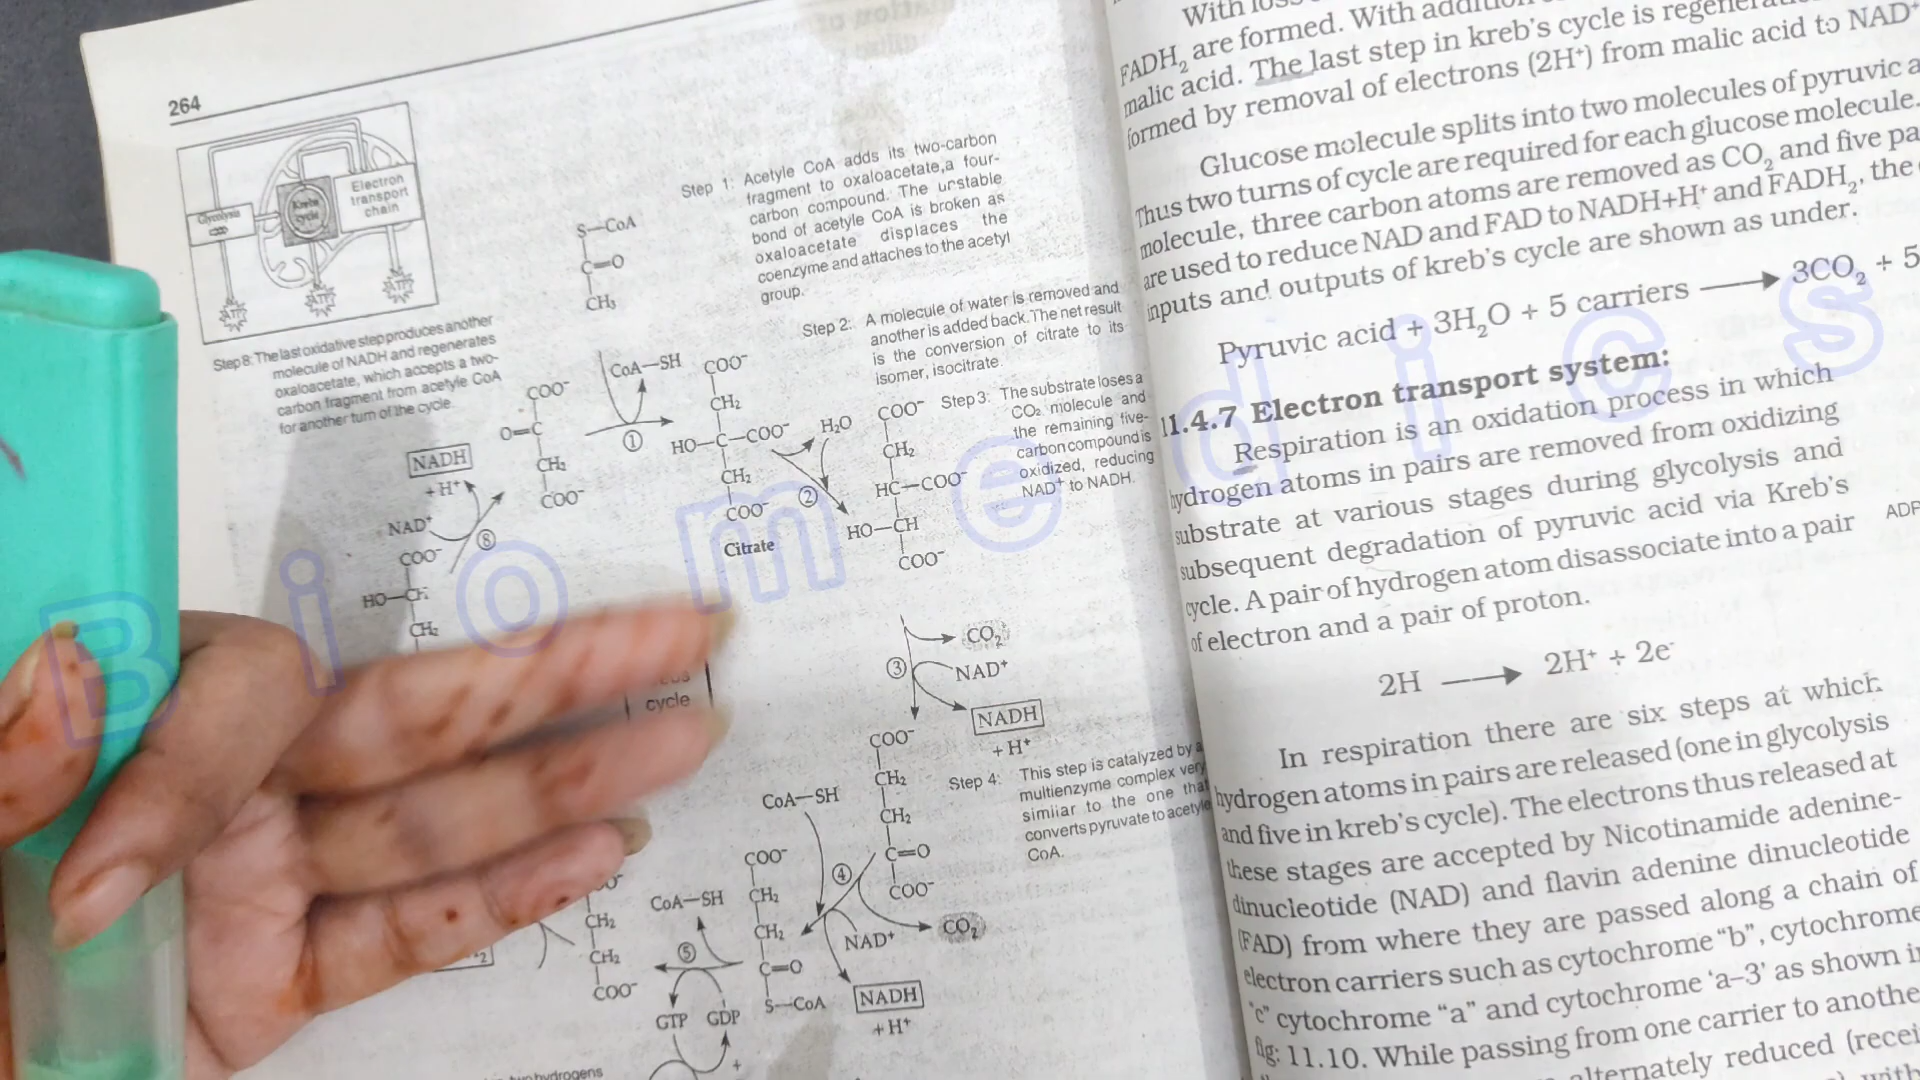 264
Glycolysis
Krebs
cycle
Electron
transport
chain
ATP
ATP
ATP
Step 8: The last oxidative step produces another
molecule of NADH and regenerates
oxaloacetate, which accepts a two-
carbon fragment from acetyle CoA
for another turn of the cycle.
Step 1: Acetyle CoA adds its two-carbon
fragment to oxaloacetate,a four-
carbon compound. The unstable
bond of acetyle CoA is broken as
oxaloacetate displaces the
coenzyme and attaches to the acetyl
group.
S—CoA
C=O
CH₃
Step 2: A molecule of water is removed and
another is added back. The net result
is the conversion of citrate to its
isomer, isocitrate.
CoA—SH
COO⁻
O=C
CH₂
COO⁻
①
COO⁻
CH₂
HO—C—COO⁻
CH₂
COO⁻
Citrate
H₂O
②
COO⁻
CH₂
HC—COO⁻
HO—CH
COO⁻
Step 3: The substrate loses a
CO₂ molecule and
the remaining five-
carbon compound is
oxidized, reducing
NAD⁺ to NADH.
NADH
+H⁺
NAD⁺
⑧
COO⁻
HO—CH
CH₂
cycle
CO₂
③
NAD⁺
NADH
+H⁺
COO⁻
CH₂
CH₂
C=O
COO⁻
Step 4: This step is catalyzed by a
multienzyme complex very
similar to the one that
converts pyruvate to acetyle
CoA.
CoA—SH
④
NAD⁺
CO₂
NADH
+H⁺
COO⁻
CH₂
CH₂
C=O
S—CoA
CoA—SH
⑤
GTP GDP
+
CH₂
CH₂
COO⁻
hydrogens
With loss
FADH₂ are formed. With addition
malic acid. The last step in kreb's cycle is
formed by removal of electrons (2H⁺) from malic acid to NAD⁺
Glucose molecule splits into two molecules of pyruvic
Thus two turns of cycle are required for each glucose molecule.
molecule, three carbon atoms are removed as CO₂ and five
are used to reduce NAD and FAD to NADH+H⁺ and FADH₂, the
inputs and outputs of kreb's cycle are shown as under.
Pyruvic acid + 3H₂O + 5 carriers ⟶ 3CO₂ + 5
11.4.7 Electron transport system:
Respiration is an oxidation process in which
hydrogen atoms in pairs are removed from oxidizing
substrate at various stages during glycolysis and
subsequent degradation of pyruvic acid via Kreb's
cycle. A pair of hydrogen atom disassociate into a pair
of electron and a pair of proton.
ADP
2H ⟶ 2H⁺ + 2e⁻
In respiration there are six steps at which
hydrogen atoms in pairs are released (one in glycolysis
and five in kreb's cycle). The electrons thus released at
these stages are accepted by Nicotinamide adenine-
dinucleotide (NAD) and flavin adenine dinucleotide
(FAD) from where they are passed along a chain of
electron carriers such as cytochrome "b", cytochrome
"c" cytochrome "a" and cytochrome 'a–3' as shown in
fig: 11.10. While passing from one carrier to another
alternately reduced
Biomedics